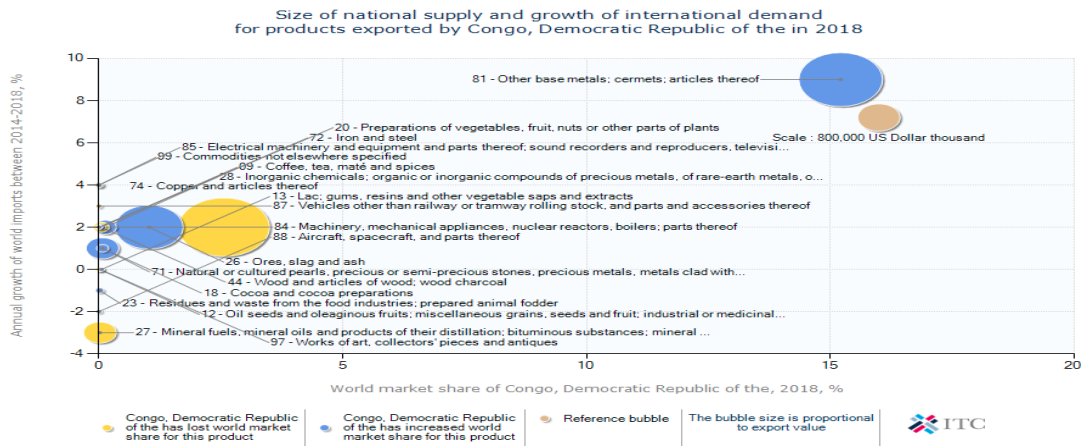 Size of national supply and growth of international demand
for products exported by Congo, Democratic Republic of the in 2018
Annual growth of world imports between 2014-2018, %
10
8
6
4
2
0
-2
-4
81 - Other base metals; cermets; articles thereof
Scale : 800,000 US Dollar thousand
20 - Preparations of vegetables, fruit, nuts or other parts of plants
72 - Iron and steel
85 - Electrical machinery and equipment and parts thereof; sound recorders and reproducers, televisi...
99 - Commodities not elsewhere specified
09 - Coffee, tea, maté and spices
28 - Inorganic chemicals; organic or inorganic compounds of precious metals, of rare-earth metals, o...
74 - Copper and articles thereof
13 - Lac; gums, resins and other vegetable saps and extracts
87 - Vehicles other than railway or tramway rolling stock, and parts and accessories thereof
84 - Machinery, mechanical appliances, nuclear reactors, boilers; parts thereof
88 - Aircraft, spacecraft, and parts thereof
26 - Ores, slag and ash
71 - Natural or cultured pearls, precious or semi-precious stones, precious metals, metals clad with...
44 - Wood and articles of wood; wood charcoal
18 - Cocoa and cocoa preparations
23 - Residues and waste from the food industries; prepared animal fodder
12 - Oil seeds and oleaginous fruits; miscellaneous grains, seeds and fruit; industrial or medicinal...
27 - Mineral fuels, mineral oils and products of their distillation; bituminous substances; mineral ...
97 - Works of art, collectors' pieces and antiques
0
5
10
15
20
World market share of Congo, Democratic Republic of the, 2018, %
Congo, Democratic Republic
of the has lost world market
share for this product
Congo, Democratic Republic
of the has increased world
market share for this product
Reference bubble
The bubble size is proportional
to export value
ITC